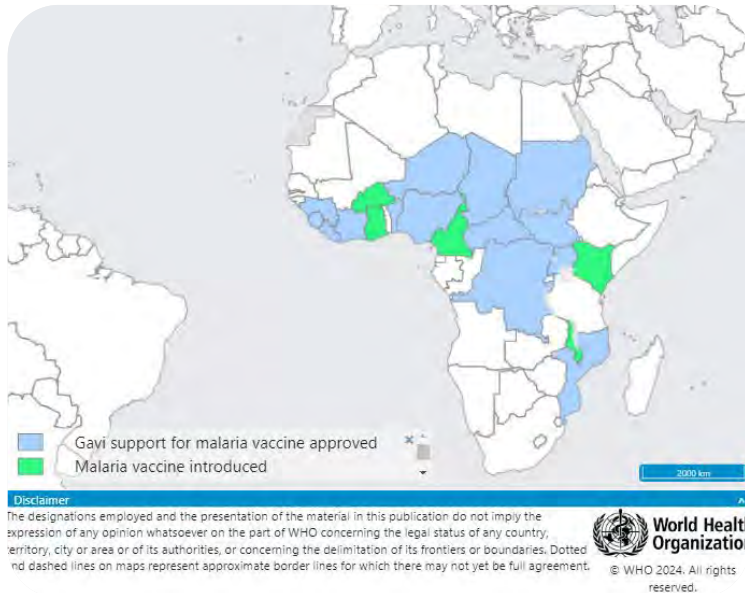 Gavi support for malaria vaccine approved
Malaria vaccine introduced
2000 km
Disclaimer
The designations employed and the presentation of the material in this publication do not imply the
expression of any opinion whatsoever on the part of WHO concerning the legal status of any country,
territory, city or area or of its authorities, or concerning the delimitation of its frontiers or boundaries. Dotted
nd dashed lines on maps represent approximate border lines for which there may not yet be full agreement.
World Health
Organization
© WHO 2024. All rights
reserved.